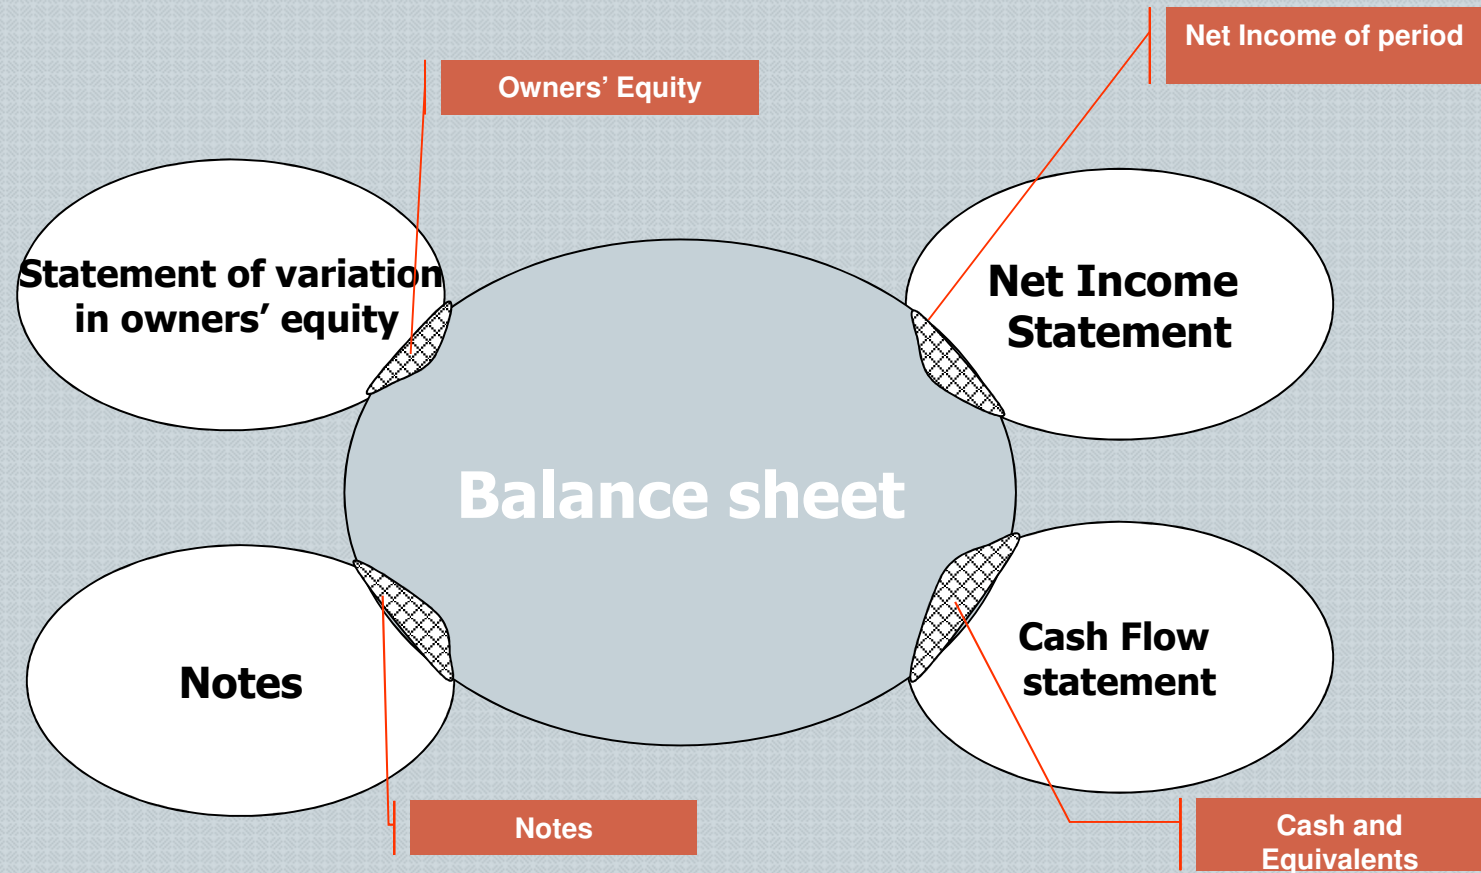 Net Income of period
Owners’ Equity
Statement of variation
in owners’ equity
Net Income
Statement
Balance sheet
Notes
Cash Flow
statement
Notes
Cash and
Equivalents